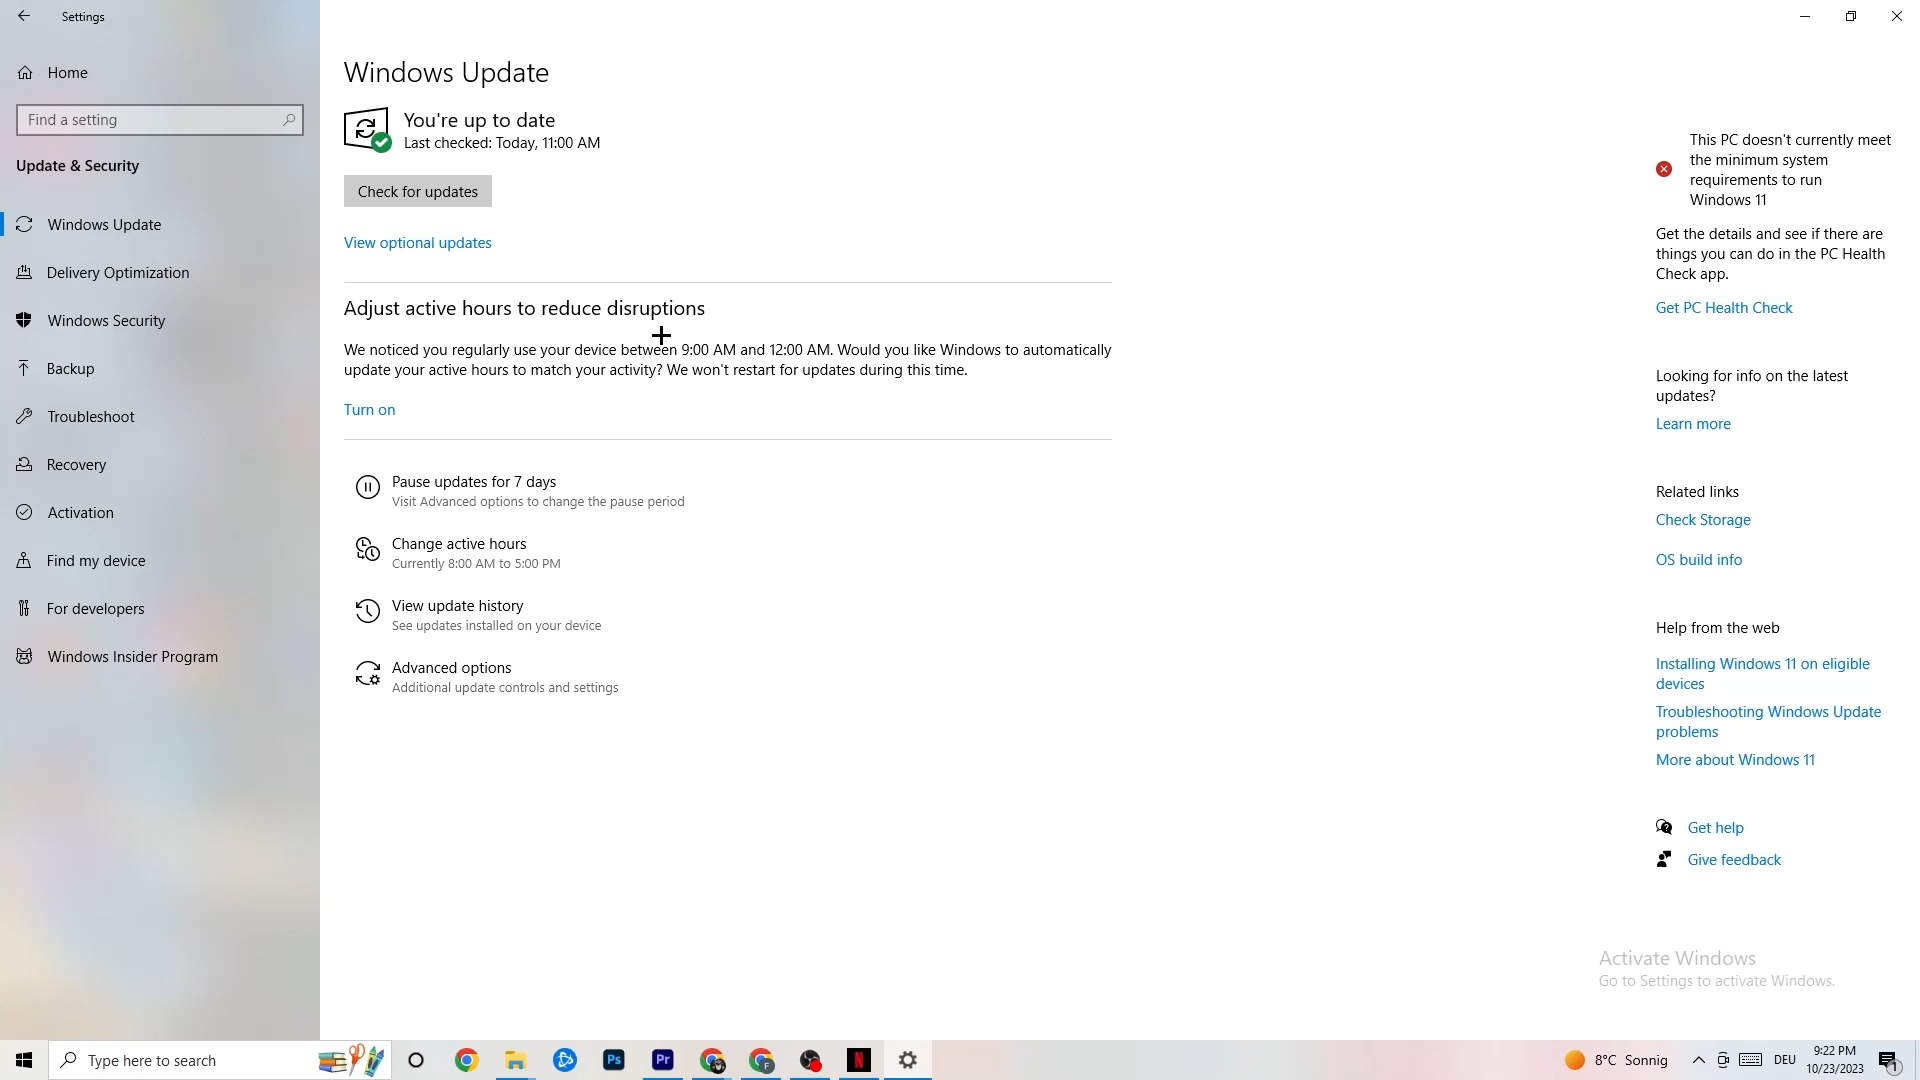 Settings
Home
Find a setting
Update & Security
Windows Update
Delivery Optimization
Windows Security
Backup
Troubleshoot
Recovery
Activation
Find my device
For developers
Windows Insider Program
Windows Update
You're up to date
Last checked: Today, 11:00 AM
Check for updates
View optional updates
Adjust active hours to reduce disruptions
We noticed you regularly use your device between 9:00 AM and 12:00 AM. Would you like Windows to automatically
update your active hours to match your activity? We won't restart for updates during this time.
Turn on
Pause updates for 7 days
Visit Advanced options to change the pause period
Change active hours
Currently 8:00 AM to 5:00 PM
View update history
See updates installed on your device
Advanced options
Additional update controls and settings
This PC doesn't currently meet
the minimum system
requirements to run
Windows 11
Get the details and see if there are
things you can do in the PC Health
Check app.
Get PC Health Check
Looking for info on the latest
updates?
Learn more
Related links
Check Storage
OS build info
Help from the web
Installing Windows 11 on eligible
devices
Troubleshooting Windows Update
problems
More about Windows 11
Get help
Give feedback
Activate Windows
Go to Settings to activate Windows.
Type here to search
Ps
Pr
F
N
8°C Sonnig
DEU
9:22 PM
10/23/2023
1